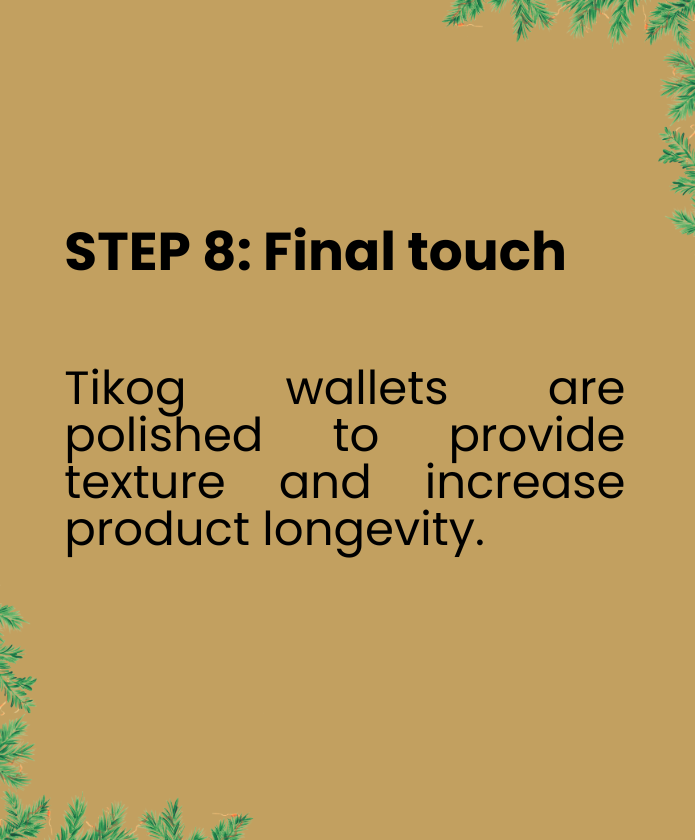 STEP 8: Final touch
Tikog wallets are
polished to provide
texture and increase
product longevity.